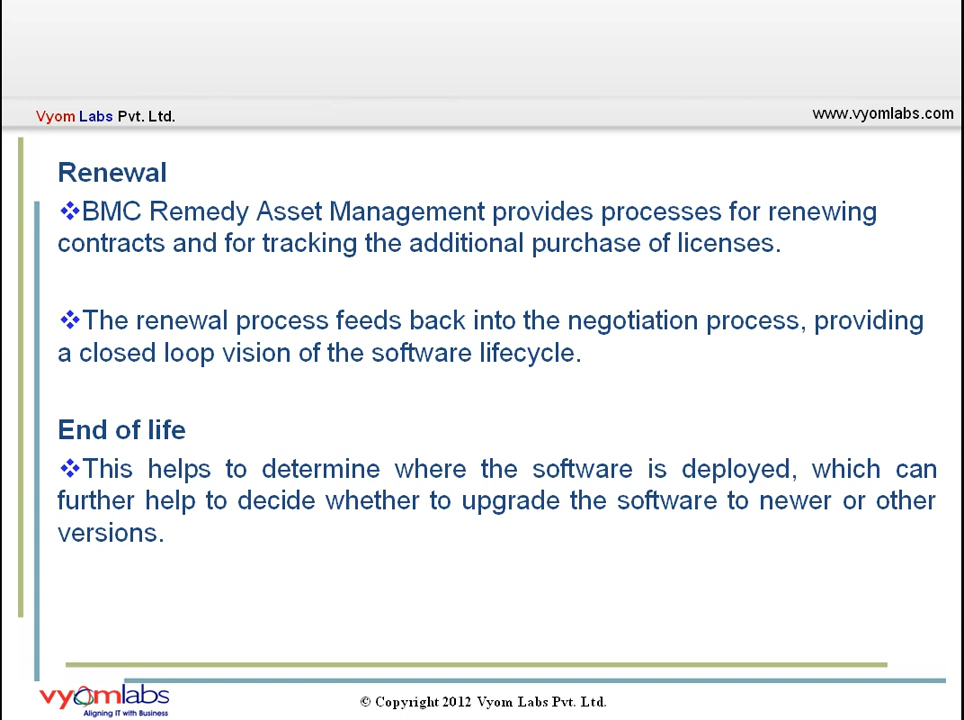 Vyom Labs Pvt. Ltd.
www.vyomlabs.com
Renewal
❖BMC Remedy Asset Management provides processes for renewing
contracts and for tracking the additional purchase of licenses.
❖The renewal process feeds back into the negotiation process, providing
a closed loop vision of the software lifecycle.
End of life
❖This helps to determine where the software is deployed, which can
further help to decide whether to upgrade the software to newer or other
versions.
vyomlabs
Aligning IT with Business
© Copyright 2012 Vyom Labs Pvt. Ltd.